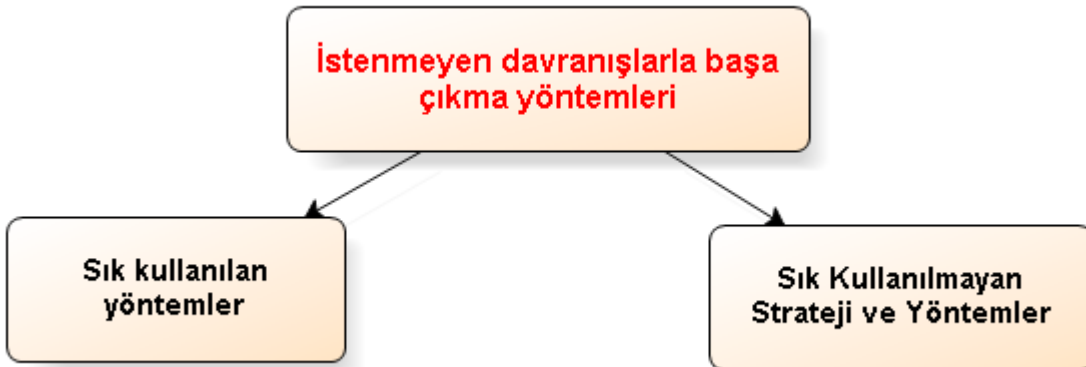 İstenmeyen davranışlarla başa
çıkma yöntemleri
Sık kullanılan
yöntemler
Sık Kullanılmayan
Strateji ve Yöntemler